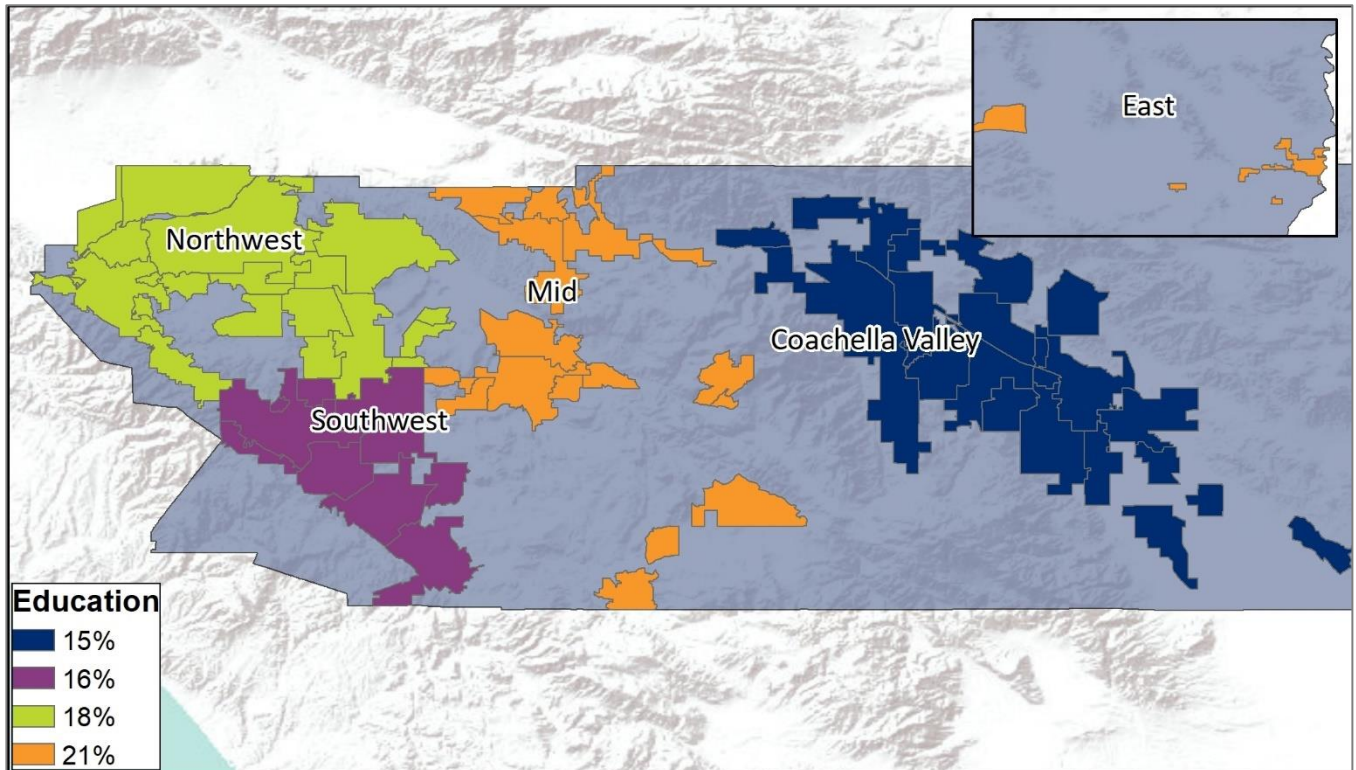 East
Northwest
Mid
Coachella Valley
Southwest
Education
15%
16%
18%
21%